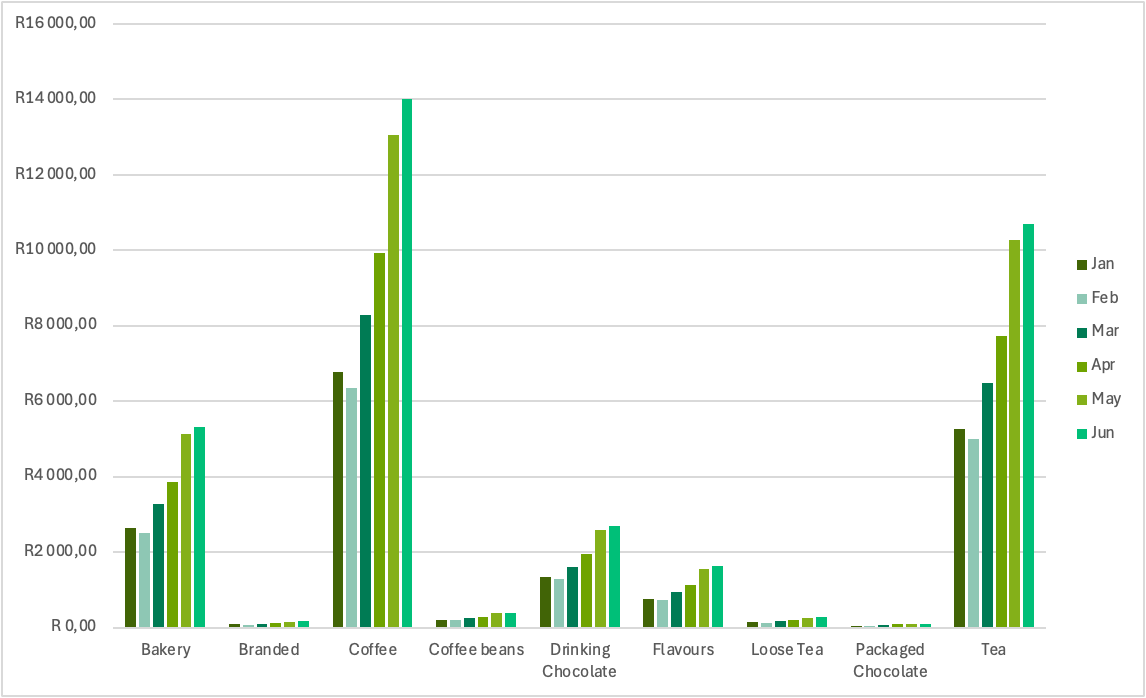 R16 000,00
R14 000,00
R12 000,00
R10 000,00
R8 000,00
R6 000,00
R4 000,00
R2 000,00
R 0,00
Bakery
Branded
Coffee
Coffee beans
Drinking
Chocolate
Flavours
Loose Tea
Packaged
Chocolate
Tea
Jan
Feb
Mar
Apr
May
Jun